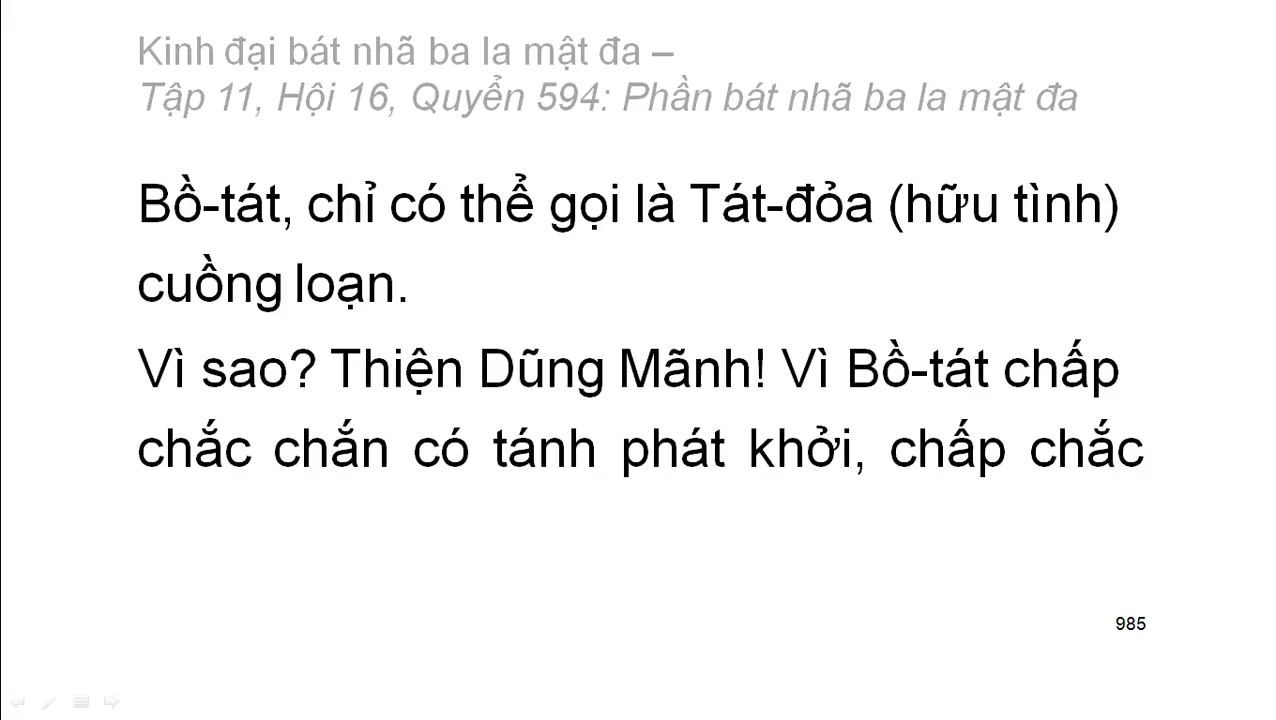 Kinh đại bát nhã ba la mật đa –
Tập 11, Hội 16, Quyển 594: Phần bát nhã ba la mật đa
Bồ-tát, chỉ có thể gọi là Tát-đỏa (hữu tình)
cuồng loạn.
Vì sao? Thiện Dũng Mãnh! Vì Bồ-tát chấp
chắc chắn có tánh phát khởi, chấp chắc
985